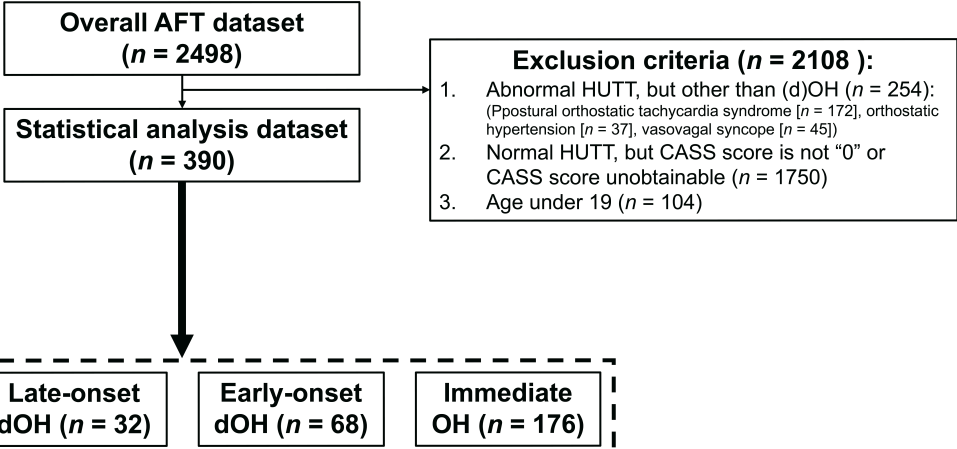 Overall AFT dataset
(n = 2498)
Exclusion criteria (n = 2108 ):
1. Abnormal HUTT, but other than (d)OH (n = 254):
(Ppostural orthostatic tachycardia syndrome [n = 172], orthostatic
hypertension [n = 37], vasovagal syncope [n = 45])
2. Normal HUTT, but CASS score is not “0” or
CASS score unobtainable (n = 1750)
3. Age under 19 (n = 104)
Statistical analysis dataset
(n = 390)
Late-onset
dOH (n = 32)
Early-onset
dOH (n = 68)
Immediate
OH (n = 176)